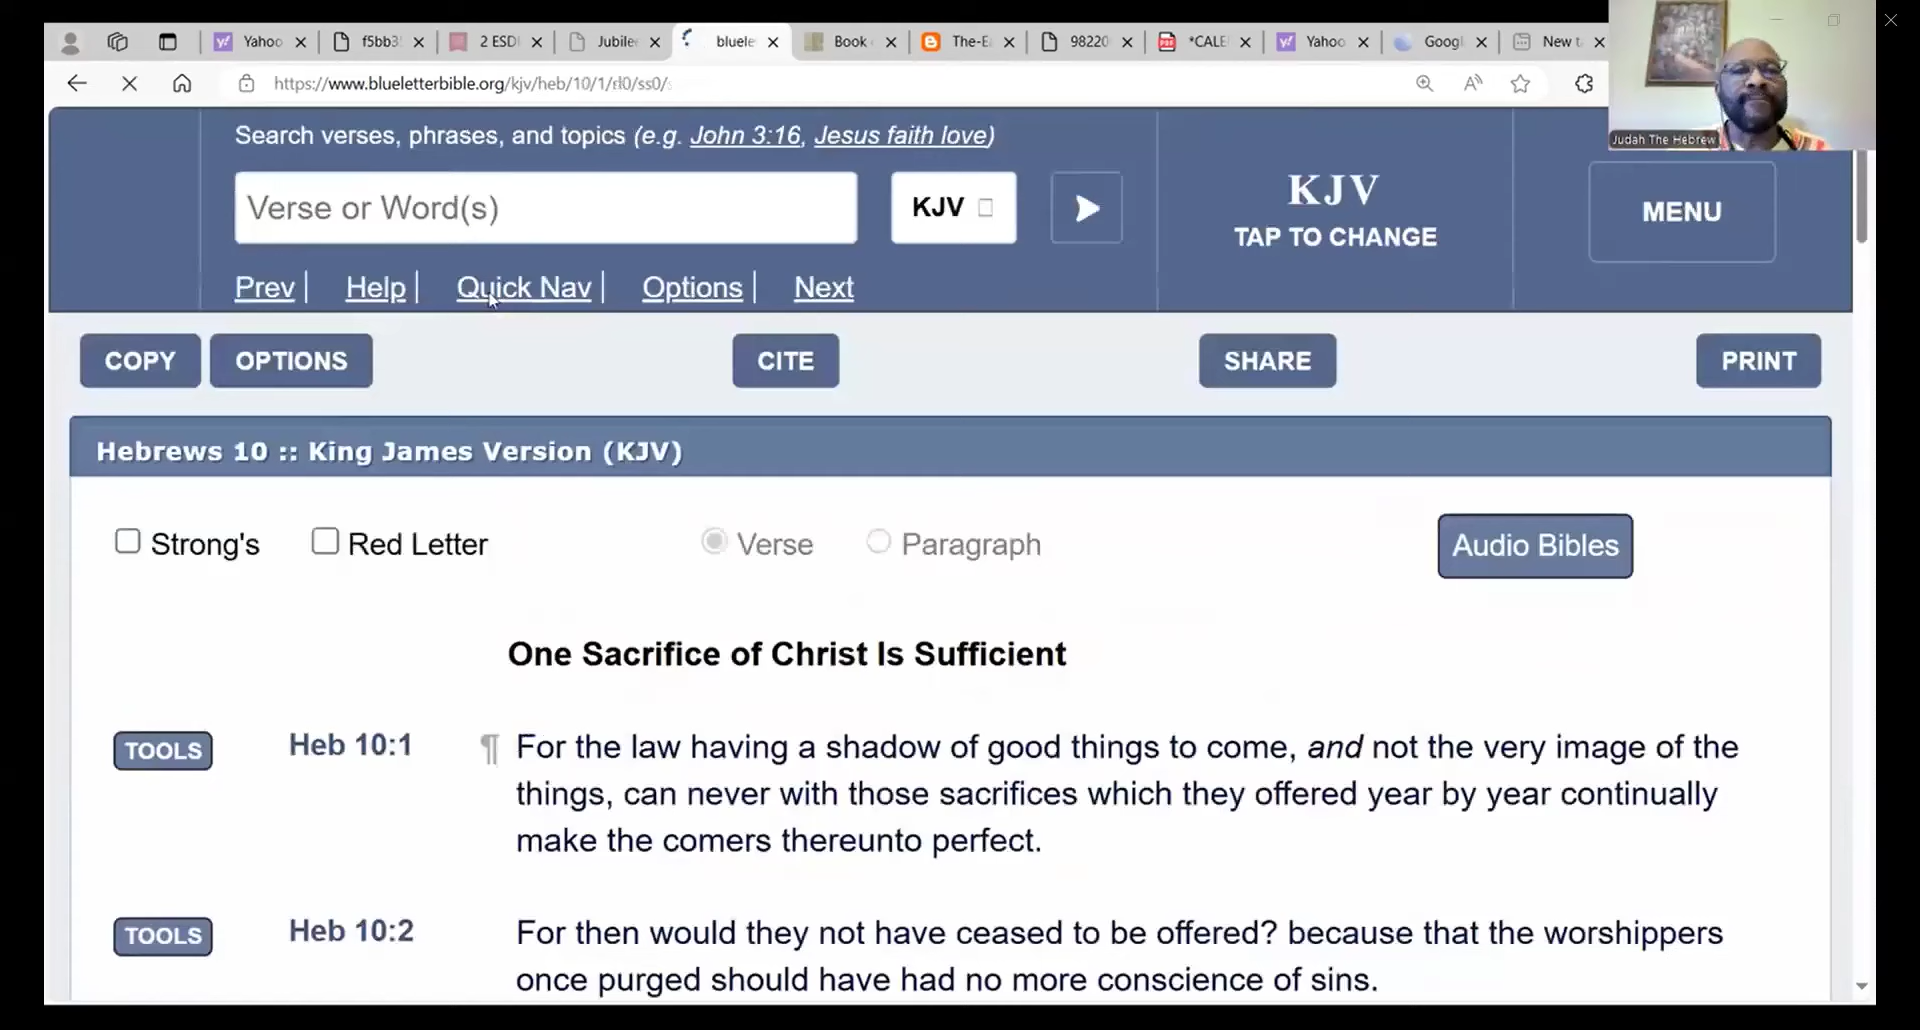 Yahoo
f5bb3
2 ESD
Jubile
bluele
Book
The-E
98220
*CALE
Yahoo
Googl
New t
https://www.blueletterbible.org/kjv/heb/10/1/
Judah The Hebrew
Search verses, phrases, and topics (e.g. John 3:16, Jesus faith love)
Verse or Word(s)
KJV
KJV
TAP TO CHANGE
MENU
Prev | Help | Quick Nav | Options | Next
COPY OPTIONS CITE SHARE PRINT
Hebrews 10 :: King James Version (KJV)
Strong's Red Letter Verse Paragraph Audio Bibles
One Sacrifice of Christ Is Sufficient
TOOLS Heb 10:1 ¶ For the law having a shadow of good things to come, and not the very image of the
things, can never with those sacrifices which they offered year by year continually
make the comers thereunto perfect.
TOOLS Heb 10:2 For then would they not have ceased to be offered? because that the worshippers
once purged should have had no more conscience of sins.